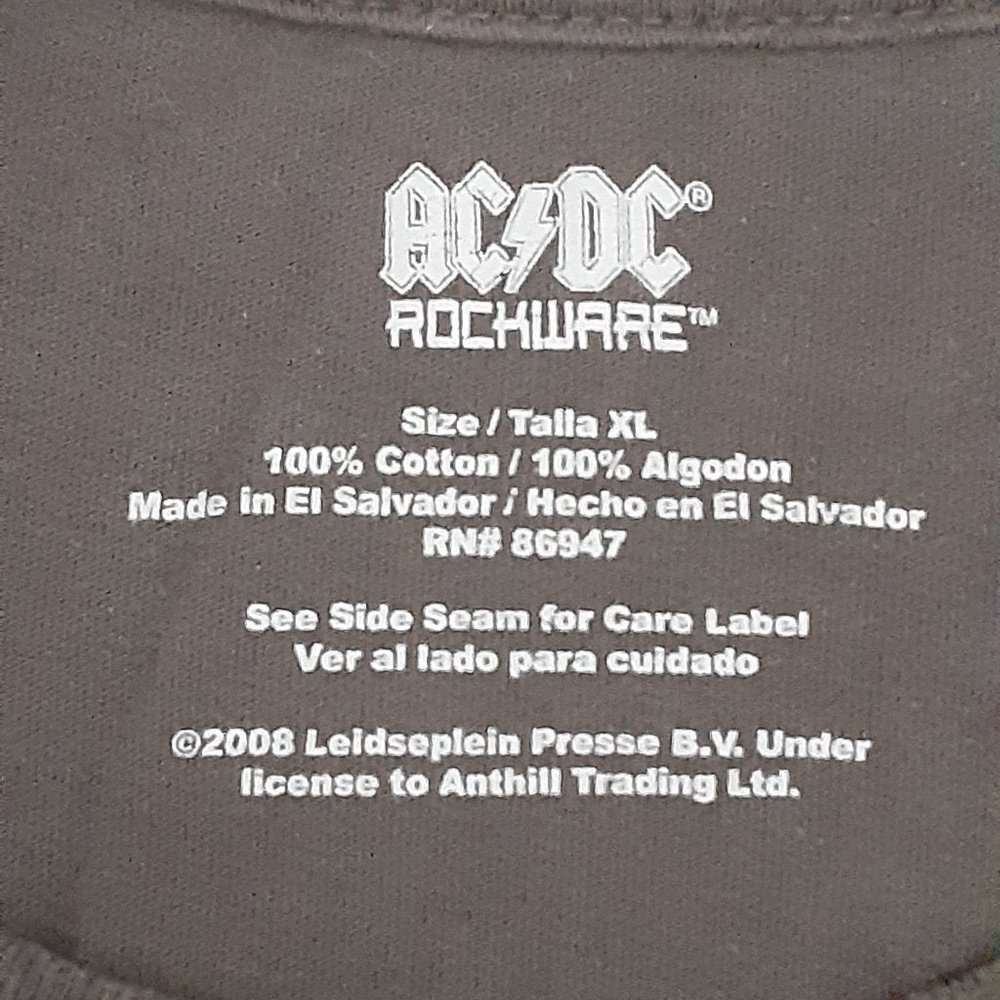 AC/DC®
ROCKWARE™
Size / Talla XL
100% Cotton / 100% Algodon
Made in El Salvador / Hecho en El Salvador
RN# 86947
See Side Seam for Care Label
Ver al lado para cuidado
©2008 Leidseplein Presse B.V. Under
license to Anthill Trading Ltd.